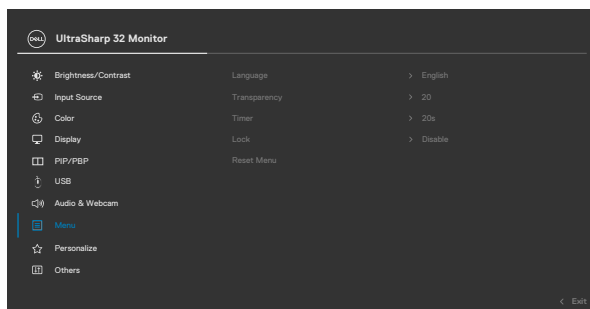 DELL UltraSharp 32 Monitor
Brightness/Contrast Language > English
Input Source Transparency > 20
Color Timer > 20s
Display Lock > Disable
PIP/PBP Reset Menu
USB
Audio & Webcam
Menu
Personalize
Others
< Exit